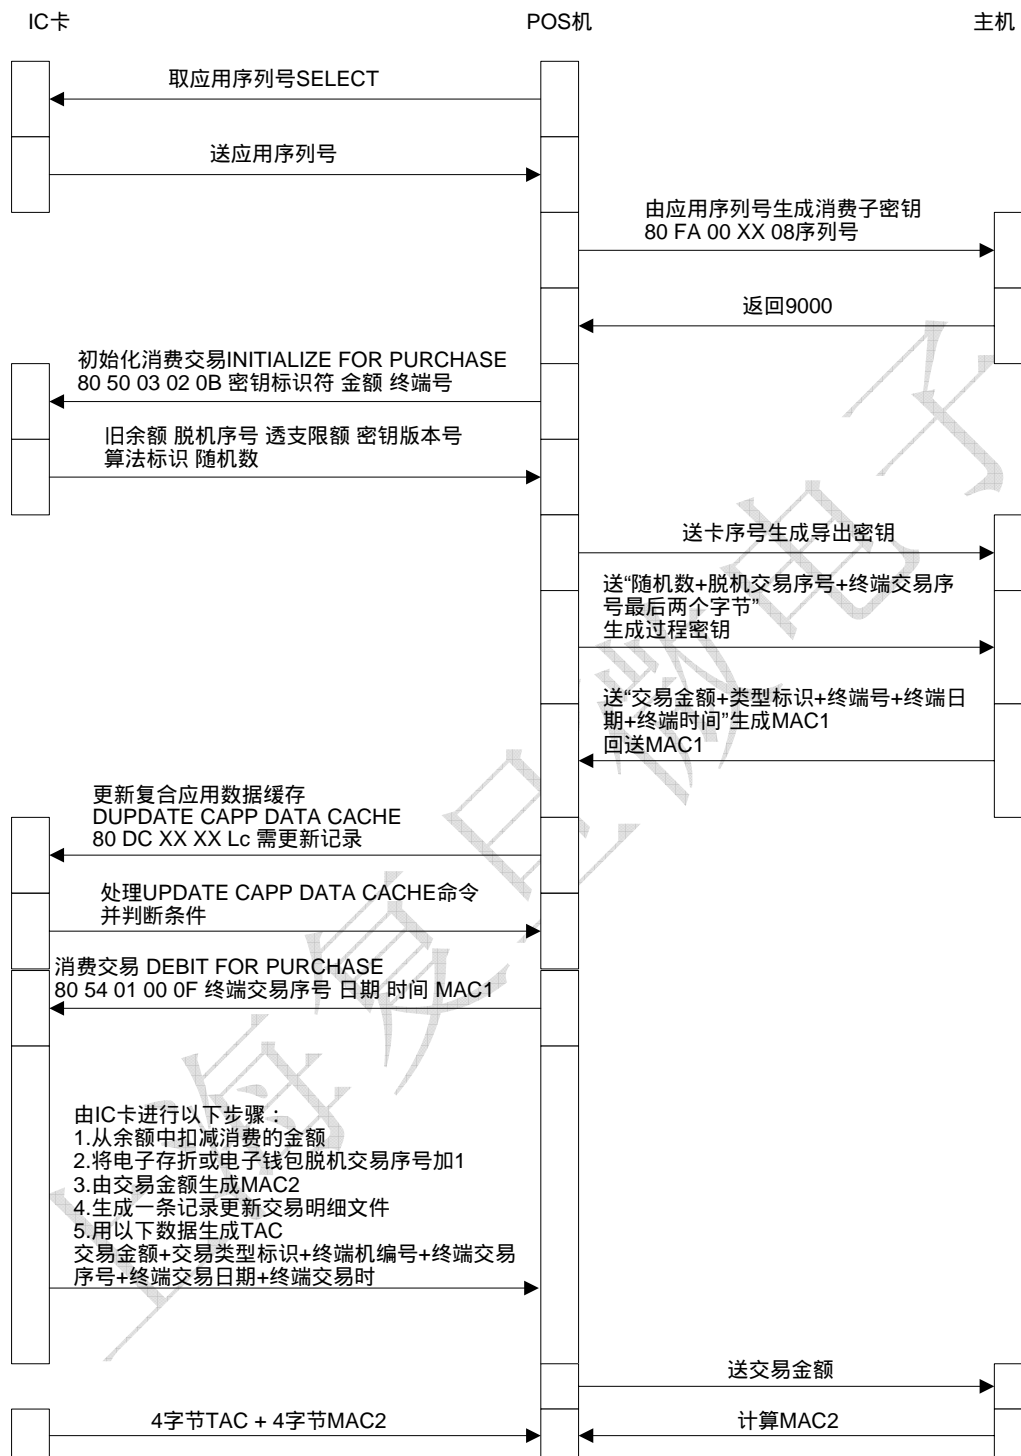 IC卡
POS机
主机
取应用序列号SELECT
送应用序列号
由应用序列号生成消费子密钥
80 FA 00 XX 08序列号
返回9000
初始化消费交易INITIALIZE FOR PURCHASE
80 50 03 02 0B 密钥标识符 金额 终端号
旧余额 脱机序号 透支限额 密钥版本号
算法标识 随机数
送卡序号生成导出密钥
送“随机数+脱机交易序号+终端交易序
号最后两个字节”
生成过程密钥
送“交易金额+类型标识+终端号+终端日
期+终端时间”生成MAC1
回送MAC1
更新复合应用数据缓存
DUPDATE CAPP DATA CACHE
80 DC XX XX Lc 需更新记录
处理UPDATE CAPP DATA CACHE命令
并判断条件
消费交易 DEBIT FOR PURCHASE
80 54 01 00 0F 终端交易序号 日期 时间 MAC1
由IC卡进行以下步骤：
1.从余额中扣减消费的金额
2.将电子存折或电子钱包脱机交易序号加1
3.由交易金额生成MAC2
4.生成一条记录更新交易明细文件
5.用以下数据生成TAC
交易金额+交易类型标识+终端机编号+终端交易
序号+终端交易日期+终端交易时
送交易金额
4字节TAC + 4字节MAC2
计算MAC2
上海复旦微电子